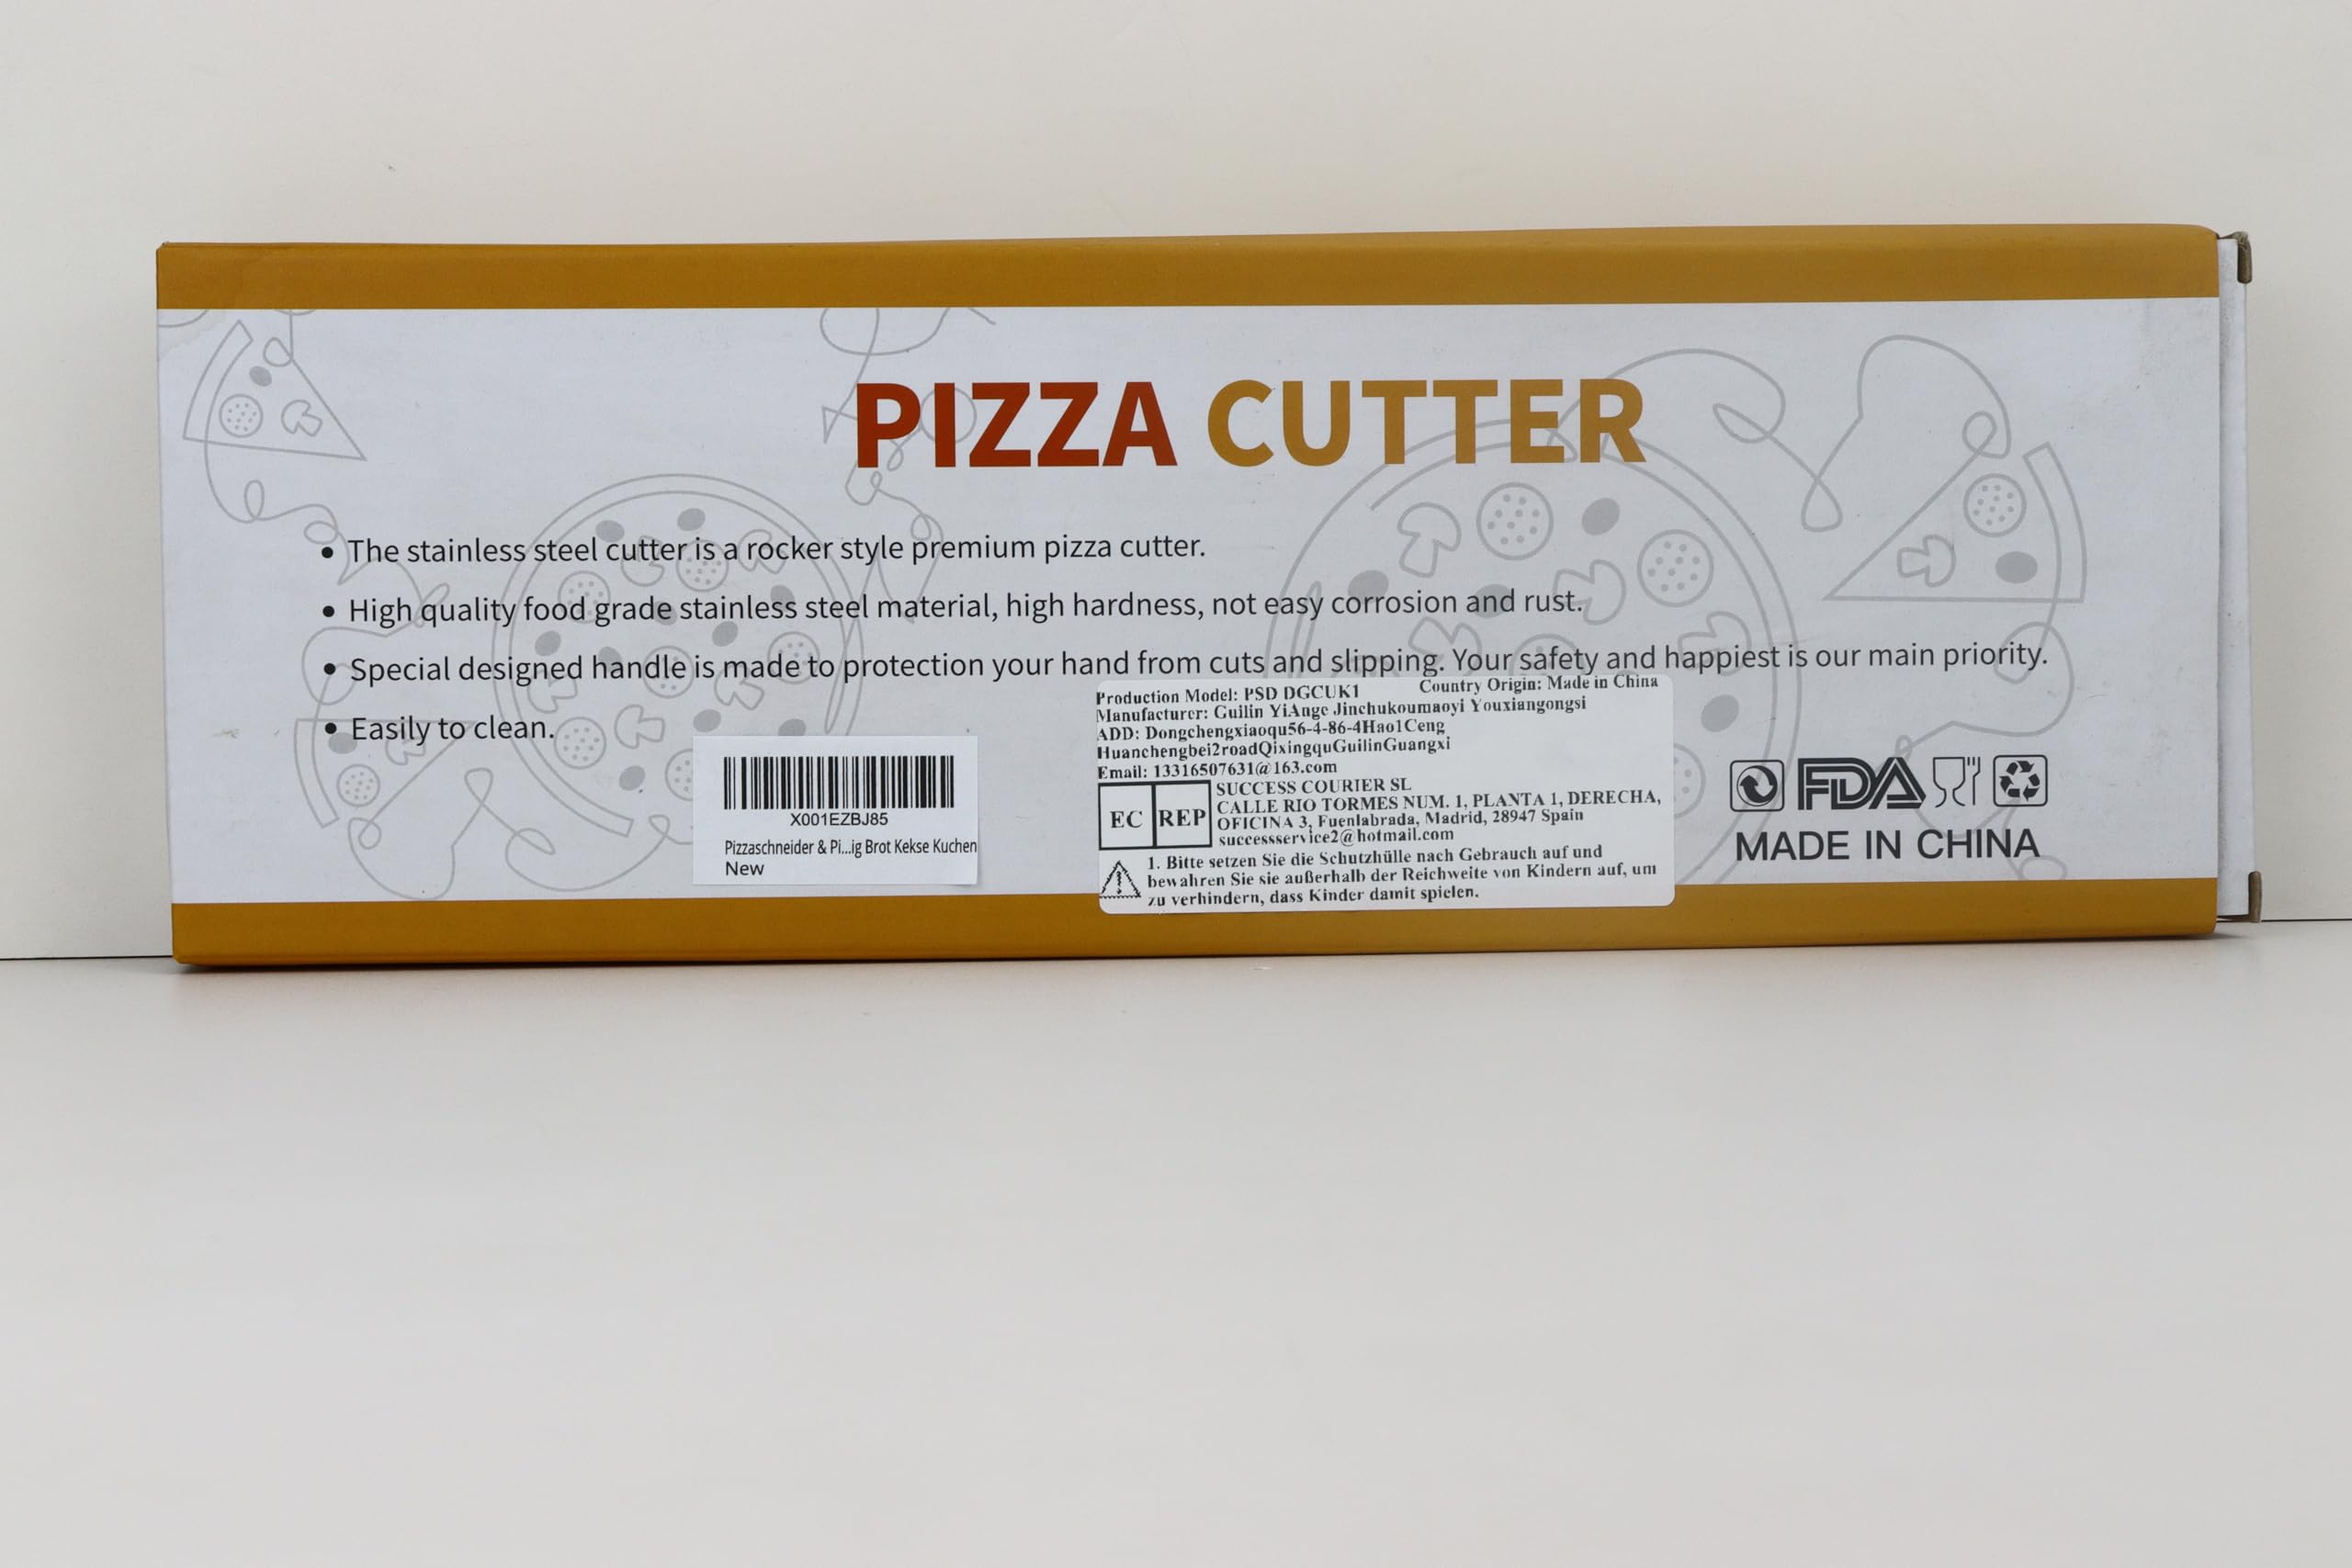 PIZZA CUTTER
• The stainless steel cutter is a rocker style premium pizza cutter.
• High quality food grade stainless steel material, high hardness, not easy corrosion and rust.
• Special designed handle is made to protection your hand from cuts and slipping. Your safety and happiest is our main priority.
• Easily to clean.
X001EZBJ85
Pizzaschneider & Pi...ig Brot Kekse Kuchen
New
Production Model: PSD DGCUK1 Country Origin: Made in China
Manufacturer: Guilin YiAnge Jinchukoumaoyi Youxiangongsi
ADD: Dongchengxiaoqu56-4-86-4Hao1Ceng
Huanchengbei2roadQixingquGuilinGuangxi
Email: 13316507631@163.com
EC REP
SUCCESS COURIER SL
CALLE RIO TORMES NUM. 1, PLANTA 1, DERECHA,
OFICINA 3, Fuenlabrada, Madrid, 28947 Spain
successservice2@hotmail.com
1. Bitte setzen Sie die Schutzhülle nach Gebrauch auf und
bewahren Sie sie außerhalb der Reichweite von Kindern auf, um
zu verhindern, dass Kinder damit spielen.
FDA
MADE IN CHINA